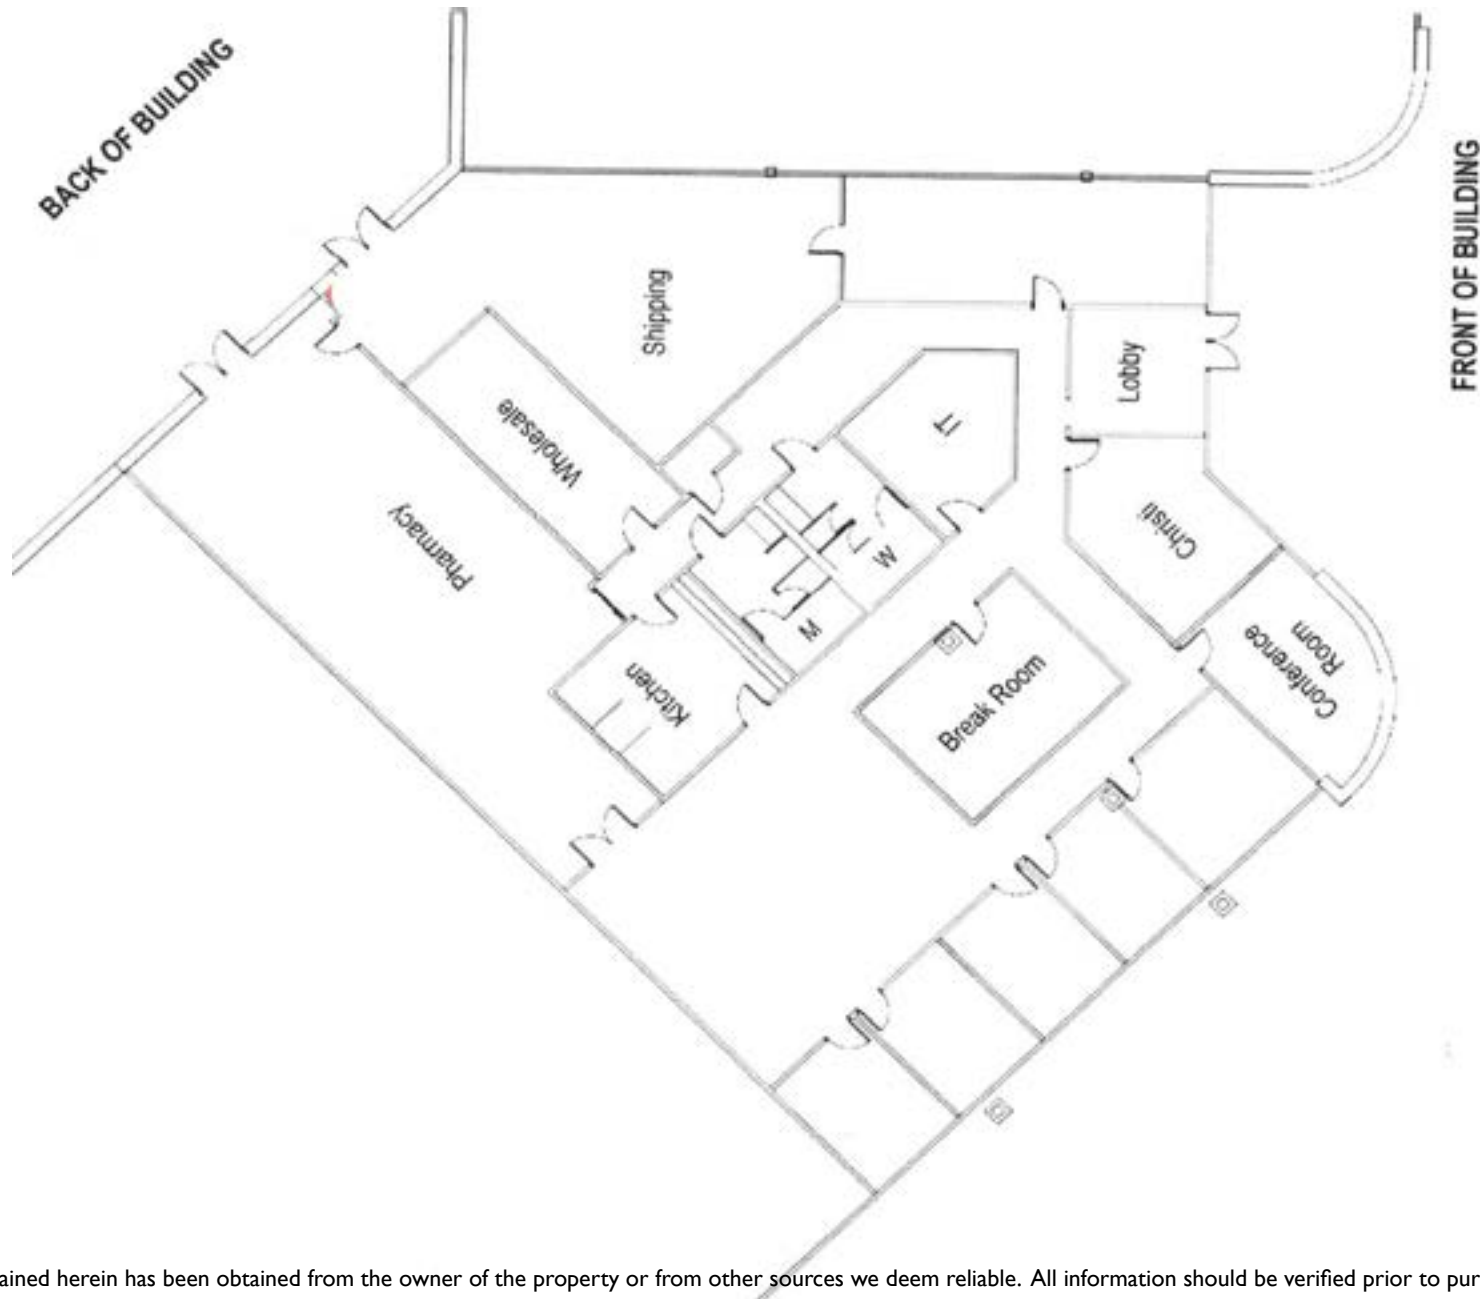 BACK OF BUILDING
FRONT OF BUILDING
Shipping
Lobby
Wholesale
IT
Pharmacy
Christi
W
M
Kitchen
Break Room
Conference
Room
ained herein has been obtained from the owner of the property or from other sources we deem reliable. All information should be verified prior to pur